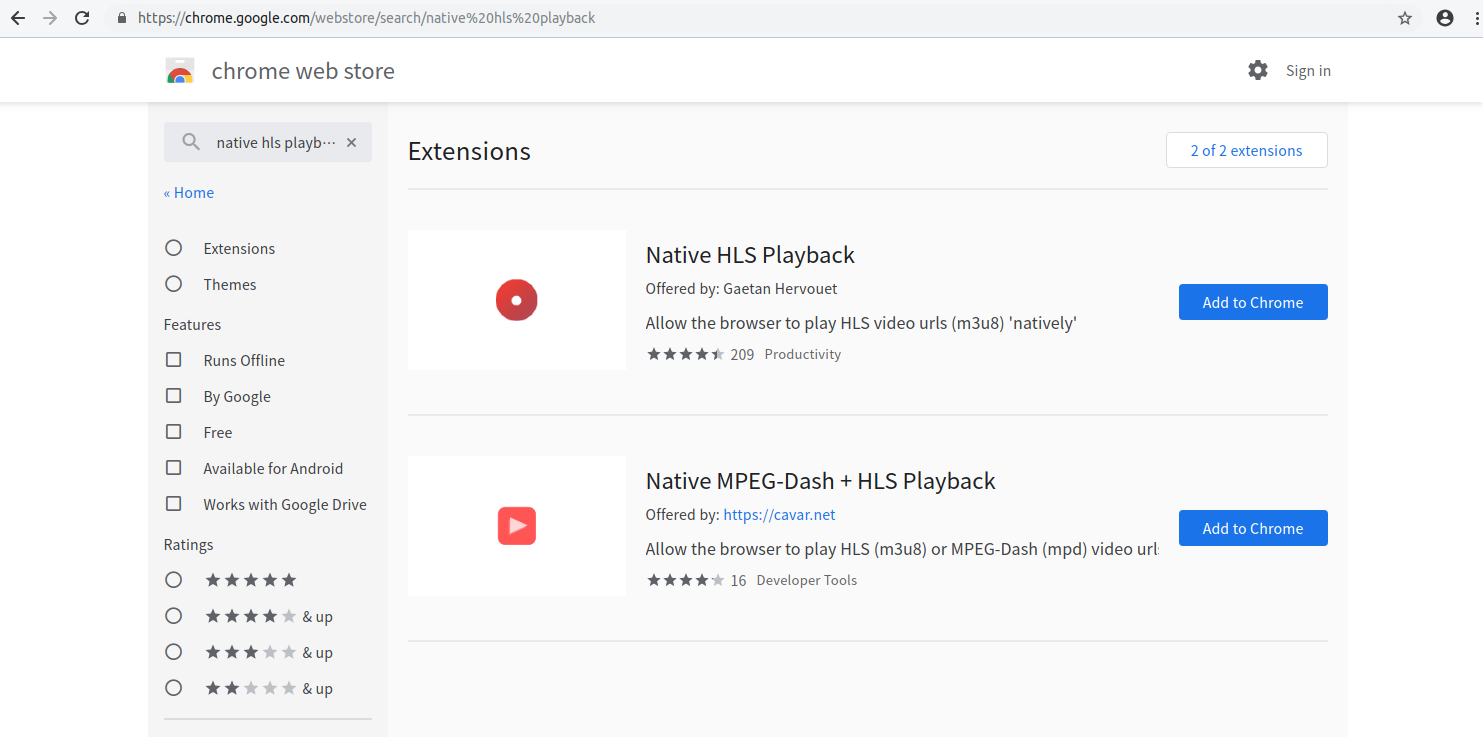 https://chrome.google.com/webstore/search/native%20hls%20playback
chrome web store
Sign in
native hls playb···
« Home
Extensions
Themes
Features
Runs Offline
By Google
Free
Available for Android
Works with Google Drive
Ratings
& up
& up
& up
Extensions
2 of 2 extensions
Native HLS Playback
Offered by: Gaetan Hervouet
Allow the browser to play HLS video urls (m3u8) 'natively'
209 Productivity
Add to Chrome
Native MPEG-Dash + HLS Playback
Offered by: https://cavar.net
Allow the browser to play HLS (m3u8) or MPEG-Dash (mpd) video url
16 Developer Tools
Add to Chrome